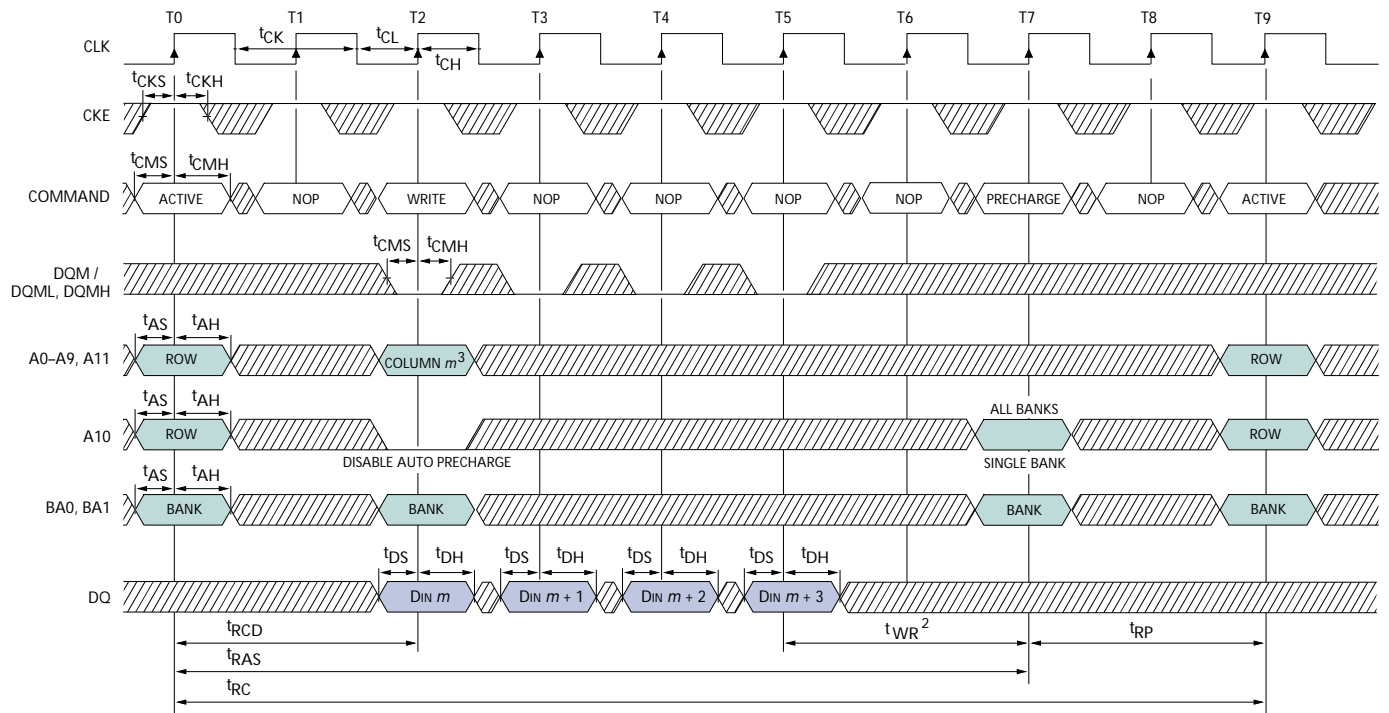 T0 T1 T2 T3 T4 T5 T6 T7 T8 T9
CLK tCK tCL tCH
tCKS tCKH
CKE
tCMS tCMH
COMMAND ACTIVE NOP WRITE NOP NOP NOP NOP PRECHARGE NOP ACTIVE
tCMS tCMH
DQM /
DQML, DQMH
tAS tAH
A0–A9, A11 ROW COLUMN m3 ROW
tAS tAH ALL BANKS
A10 ROW ROW
DISABLE AUTO PRECHARGE SINGLE BANK
tAS tAH
BA0, BA1 BANK BANK BANK BANK
tDS tDH tDS tDH tDS tDH tDS tDH
DQ DIN m DIN m + 1 DIN m + 2 DIN m + 3
tRCD tWR2 tRP
tRAS
tRC